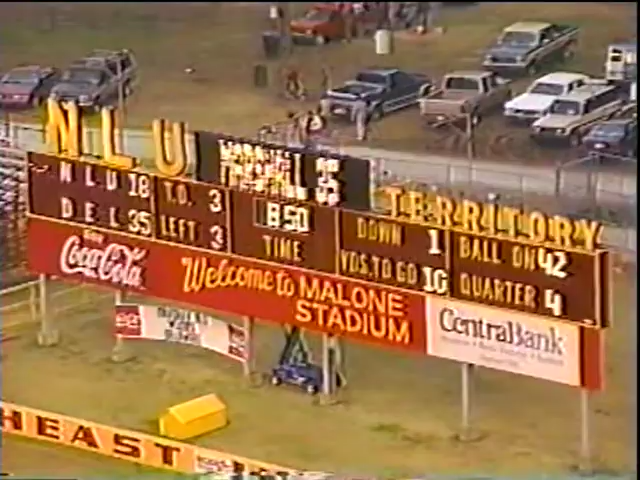 NLU TERRITORY
NLU 18 T.O. 3
DEL 35 LEFT 3
8:50
TIME
DOWN 1 BALL ON 42
YDS. TO GO 10 QUARTER 4
Coca-Cola
Welcome to MALONE
STADIUM
CentralBank
HEAST